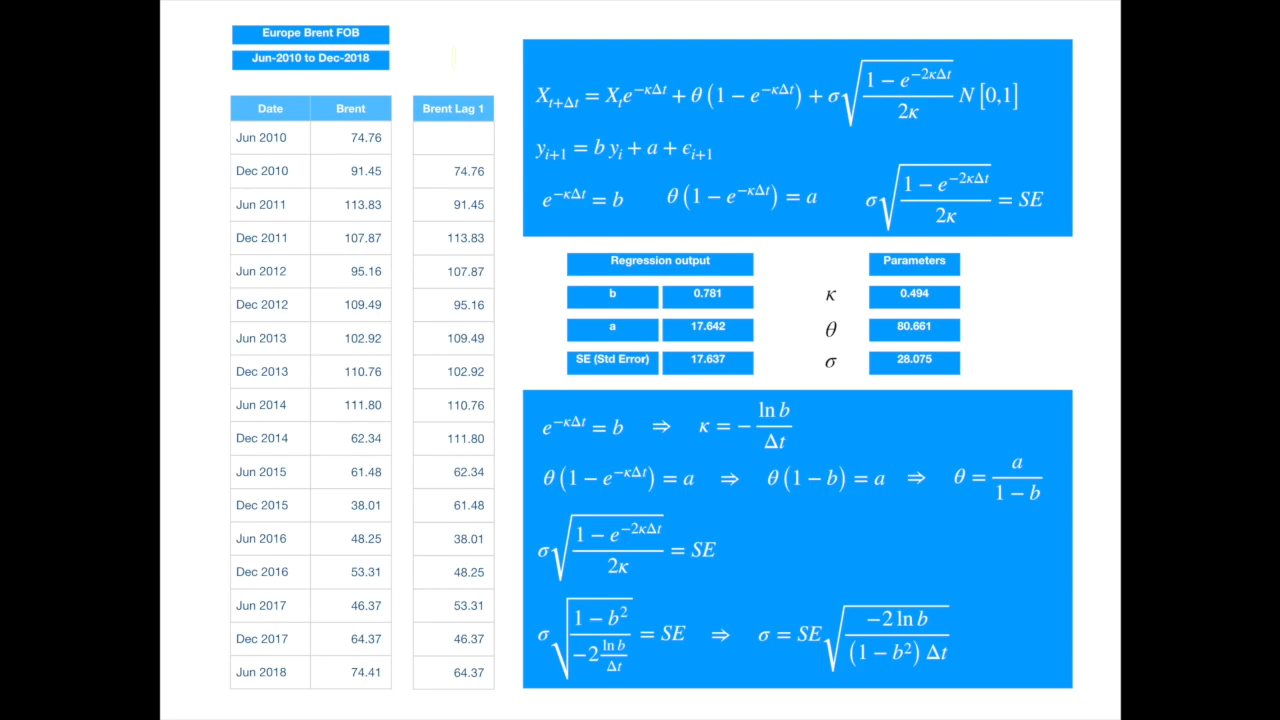 Europe Brent FOB
Jun-2010 to Dec-2018
Date Brent Brent Lag 1
Jun 2010 74.76
Dec 2010 91.45 74.76
Jun 2011 113.83 91.45
Dec 2011 107.87 113.83
Jun 2012 95.16 107.87
Dec 2012 109.49 95.16
Jun 2013 102.92 109.49
Dec 2013 110.76 102.92
Jun 2014 111.80 110.76
Dec 2014 62.34 111.80
Jun 2015 61.48 62.34
Dec 2015 38.01 61.48
Jun 2016 48.25 38.01
Dec 2016 53.31 48.25
Jun 2017 46.37 53.31
Dec 2017 64.37 46.37
Jun 2018 74.41 64.37
X_{t+Δt} = X_t e^{−κΔt} + θ (1 − e^{−κΔt}) + σ √((1 − e^{−2κΔt}) / 2κ) N [0,1]
y_{i+1} = b y_i + a + ϵ_{i+1}
e^{−κΔt} = b θ (1 − e^{−κΔt}) = a σ √((1 − e^{−2κΔt}) / 2κ) = SE
Regression output Parameters
b 0.781 κ 0.494
a 17.642 θ 80.661
SE (Std Error) 17.637 σ 28.075
e^{−κΔt} = b ⇒ κ = − ln b / Δt
θ (1 − e^{−κΔt}) = a ⇒ θ (1 − b) = a ⇒ θ = a / (1 − b)
σ √((1 − e^{−2κΔt}) / 2κ) = SE
σ √((1 − b²) / (−2 ln b / Δt)) = SE ⇒ σ = SE √(−2 ln b / ((1 − b²) Δt))